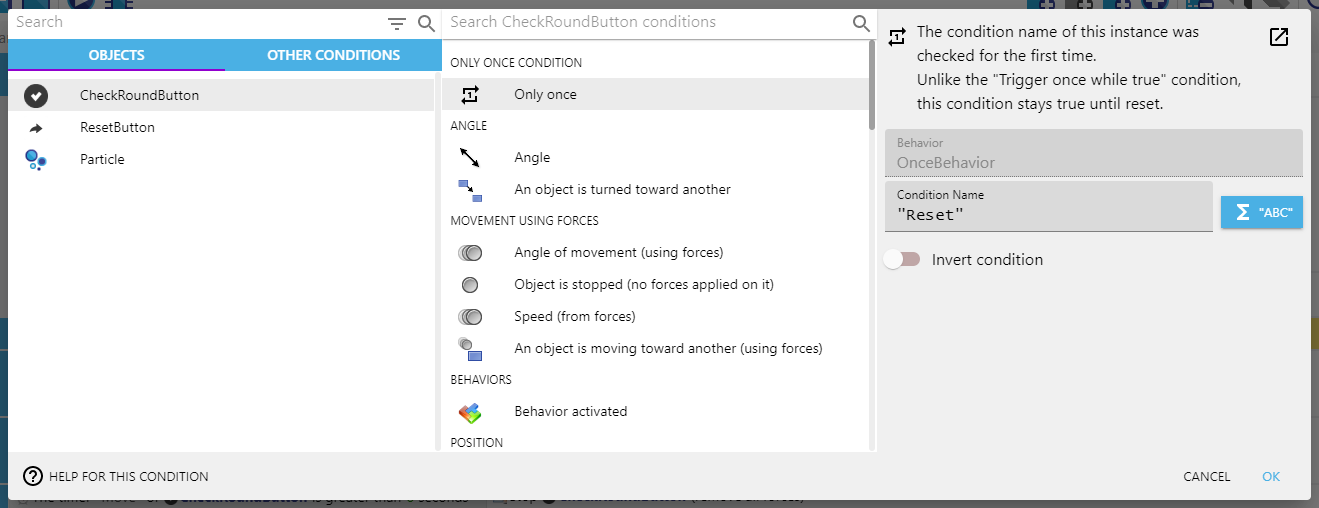 Search
OBJECTS
OTHER CONDITIONS
CheckRoundButton
ResetButton
Particle
Search CheckRoundButton conditions
ONLY ONCE CONDITION
Only once
ANGLE
Angle
An object is turned toward another
MOVEMENT USING FORCES
Angle of movement (using forces)
Object is stopped (no forces applied on it)
Speed (from forces)
An object is moving toward another (using forces)
BEHAVIORS
Behavior activated
POSITION
The condition name of this instance was
checked for the first time.
Unlike the "Trigger once while true" condition,
this condition stays true until reset.
Behavior
OnceBehavior
Condition Name
"Reset"
"ABC"
Invert condition
HELP FOR THIS CONDITION
CANCEL
OK